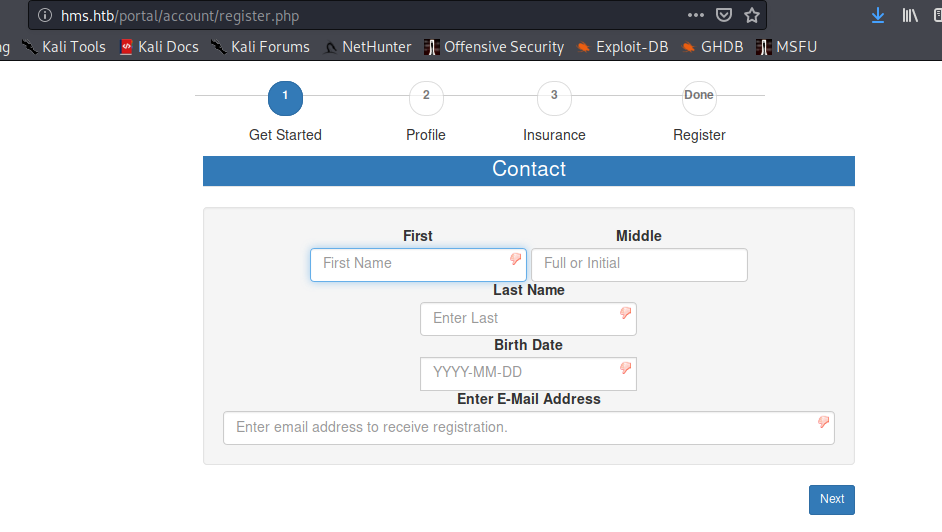 hms.htb/portal/account/register.php
g Kali Tools Kali Docs Kali Forums NetHunter Offensive Security Exploit-DB GHDB MSFU
1 2 3 Done
Get Started Profile Insurance Register
Contact
First Middle
First Name Full or Initial
Last Name
Enter Last
Birth Date
YYYY-MM-DD
Enter E-Mail Address
Enter email address to receive registration.
Next